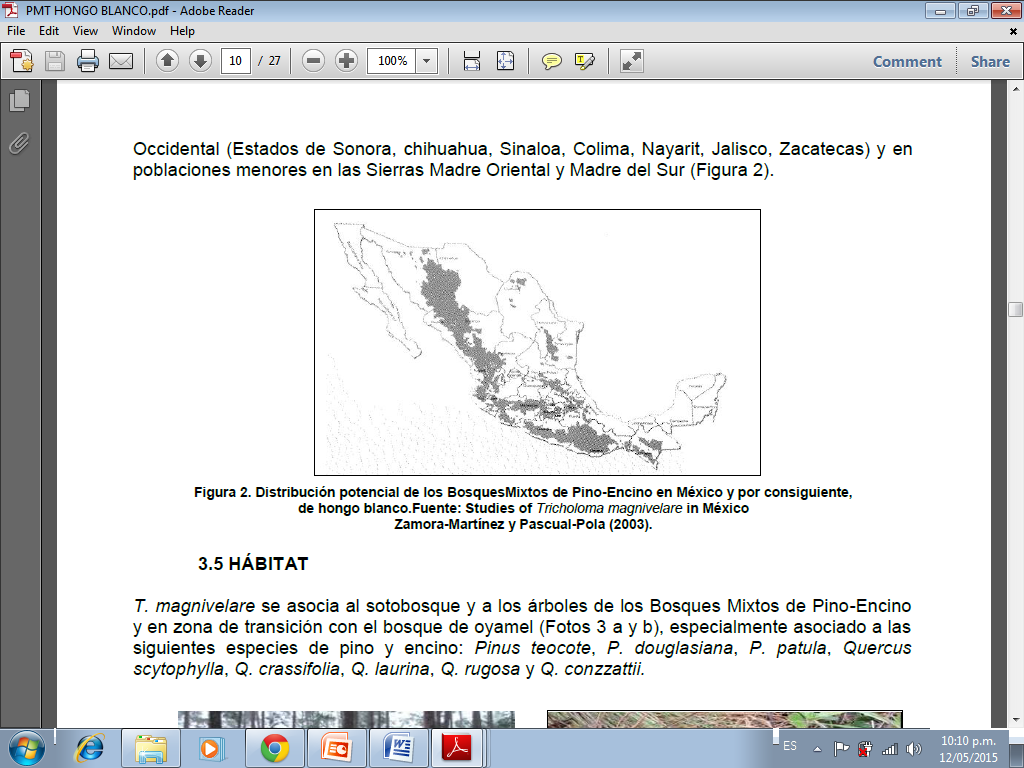 PMT HONGO BLANCO.pdf - Adobe Reader
File Edit View Window Help
10 / 27 100% Comment Share
Occidental (Estados de Sonora, chihuahua, Sinaloa, Colima, Nayarit, Jalisco, Zacatecas) y en
poblaciones menores en las Sierras Madre Oriental y Madre del Sur (Figura 2).
Figura 2. Distribución potencial de los BosquesMixtos de Pino-Encino en México y por consiguiente,
de hongo blanco.Fuente: Studies of Tricholoma magnivelare in México
Zamora-Martínez y Pascual-Pola (2003).
3.5 HÁBITAT
T. magnivelare se asocia al sotobosque y a los árboles de los Bosques Mixtos de Pino-Encino
y en zona de transición con el bosque de oyamel (Fotos 3 a y b), especialmente asociado a las
siguientes especies de pino y encino: Pinus teocote, P. douglasiana, P. patula, Quercus
scytophylla, Q. crassifolia, Q. laurina, Q. rugosa y Q. conzzattii.
ES
10:10 p.m.
12/05/2015